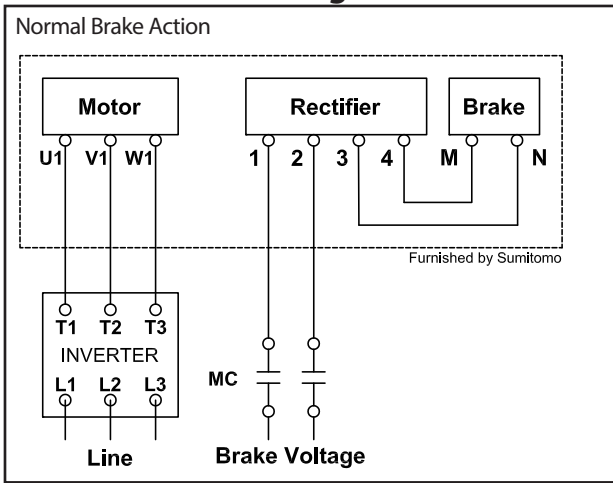 Normal Brake Action
Motor Rectifier Brake
U1 V1 W1 1 2 3 4 M N
Furnished by Sumitomo
T1 T2 T3
INVERTER
MC
L1 L2 L3
Line Brake Voltage